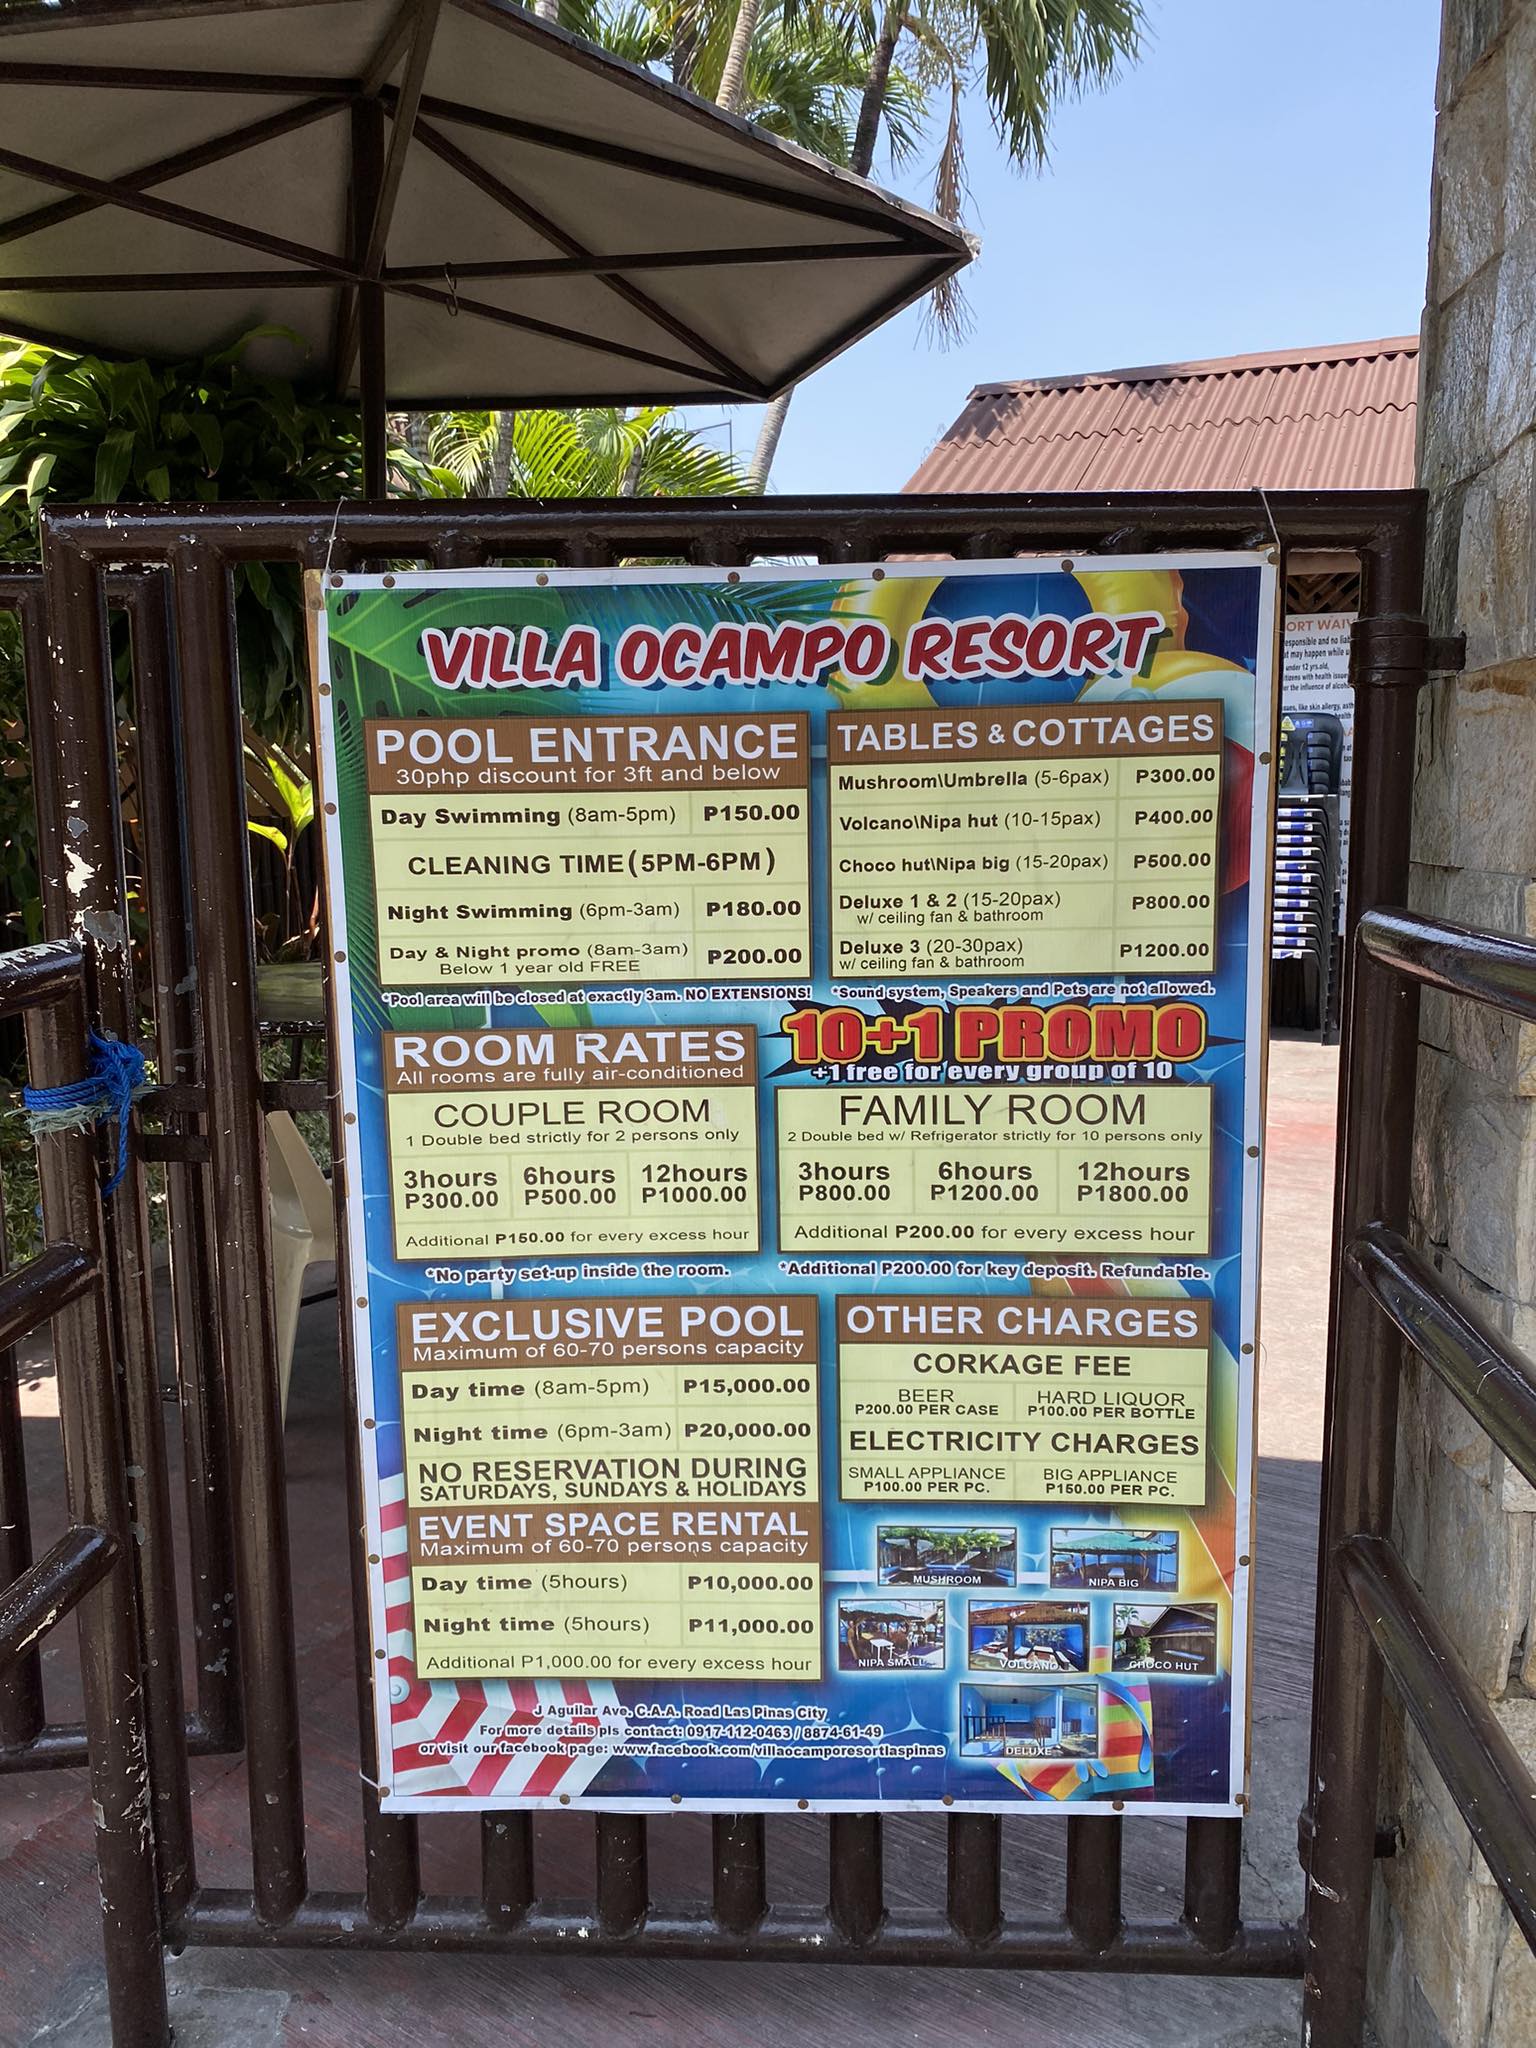 VILLA OCAMPO RESORT
POOL ENTRANCE
30php discount for 3ft and below
Day Swimming (8am-5pm) P150.00
CLEANING TIME (5PM-6PM)
Night Swimming (6pm-3am) P180.00
Day & Night promo (8am-3am) P200.00
Below 1 year old FREE
*Pool area will be closed at exactly 3am. NO EXTENSIONS!
TABLES & COTTAGES
Mushroom\Umbrella (5-6pax) P300.00
Volcano\Nipa hut (10-15pax) P400.00
Choco hut\Nipa big (15-20pax) P500.00
Deluxe 1 & 2 (15-20pax) P800.00
w/ ceiling fan & bathroom
Deluxe 3 (20-30pax) P1200.00
w/ ceiling fan & bathroom
*Sound system, Speakers and Pets are not allowed.
10+1 PROMO
+1 free for every group of 10
ROOM RATES
All rooms are fully air-conditioned
COUPLE ROOM
1 Double bed strictly for 2 persons only
3hours 6hours 12hours
P300.00 P500.00 P1000.00
Additional P150.00 for every excess hour
*No party set-up inside the room.
FAMILY ROOM
2 Double bed w/ Refrigerator strictly for 10 persons only
3hours 6hours 12hours
P800.00 P1200.00 P1800.00
Additional P200.00 for every excess hour
*Additional P200.00 for key deposit. Refundable.
EXCLUSIVE POOL
Maximum of 60-70 persons capacity
Day time (8am-5pm) P15,000.00
Night time (6pm-3am) P20,000.00
NO RESERVATION DURING
SATURDAYS, SUNDAYS & HOLIDAYS
EVENT SPACE RENTAL
Maximum of 60-70 persons capacity
Day time (5hours) P10,000.00
Night time (5hours) P11,000.00
Additional P1,000.00 for every excess hour
OTHER CHARGES
CORKAGE FEE
BEER HARD LIQUOR
P200.00 PER CASE P100.00 PER BOTTLE
ELECTRICITY CHARGES
SMALL APPLIANCE BIG APPLIANCE
P100.00 PER PC. P150.00 PER PC.
MUSHROOM NIPA BIG
NIPA SMALL VOLCANO CHOCO HUT
DELUXE
J Aguilar Ave. C.A.A. Road Las Pinas City
For more details pls contact: 0917-112-0463 / 8874-61-49
or visit our facebook page: www.facebook.com/villaocamporesortlaspinas